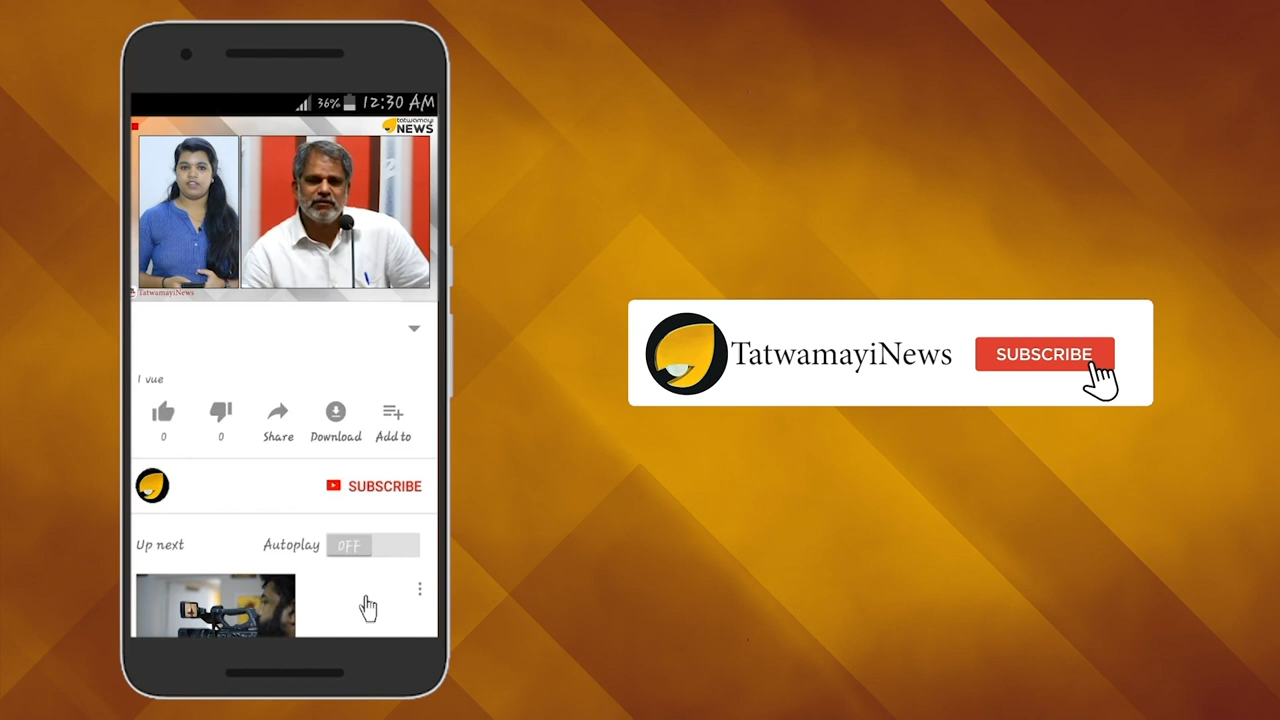 36% 12:30 AM
tatwamayi
NEWS
TatwamayiNews
1 vue
0 0 Share Download Add to
SUBSCRIBE
Up next Autoplay OFF
TatwamayiNews SUBSCRIBE